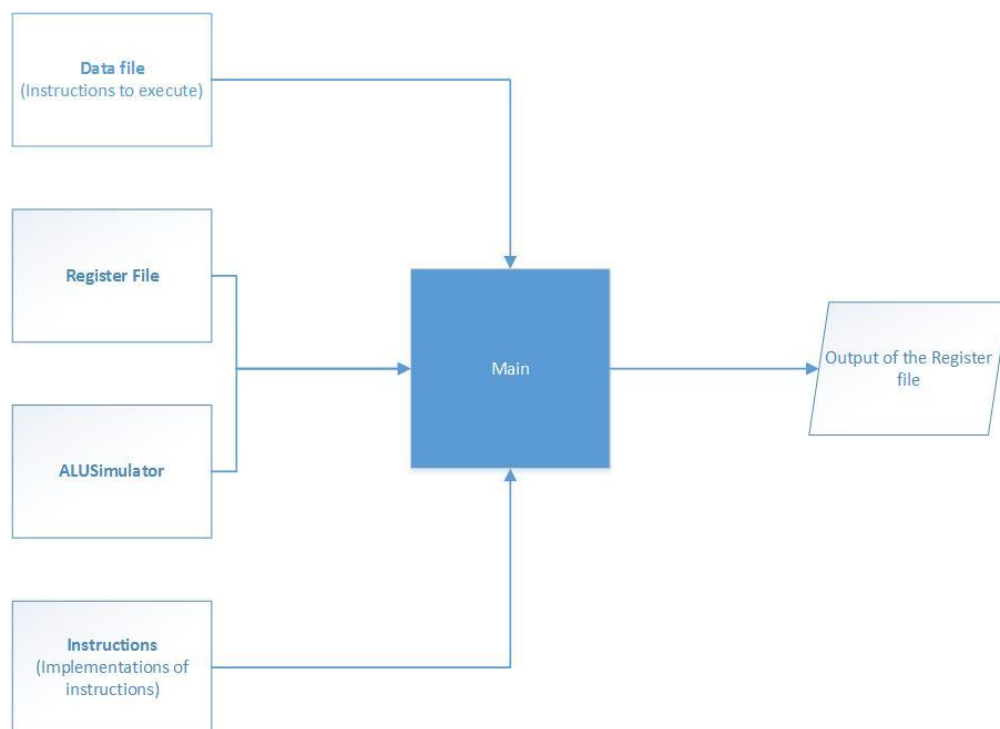 Data file
(Instructions to execute)
Register File
ALUSimulator
Instructions
(Implementations of
instructions)
Main
Output of the Register
file